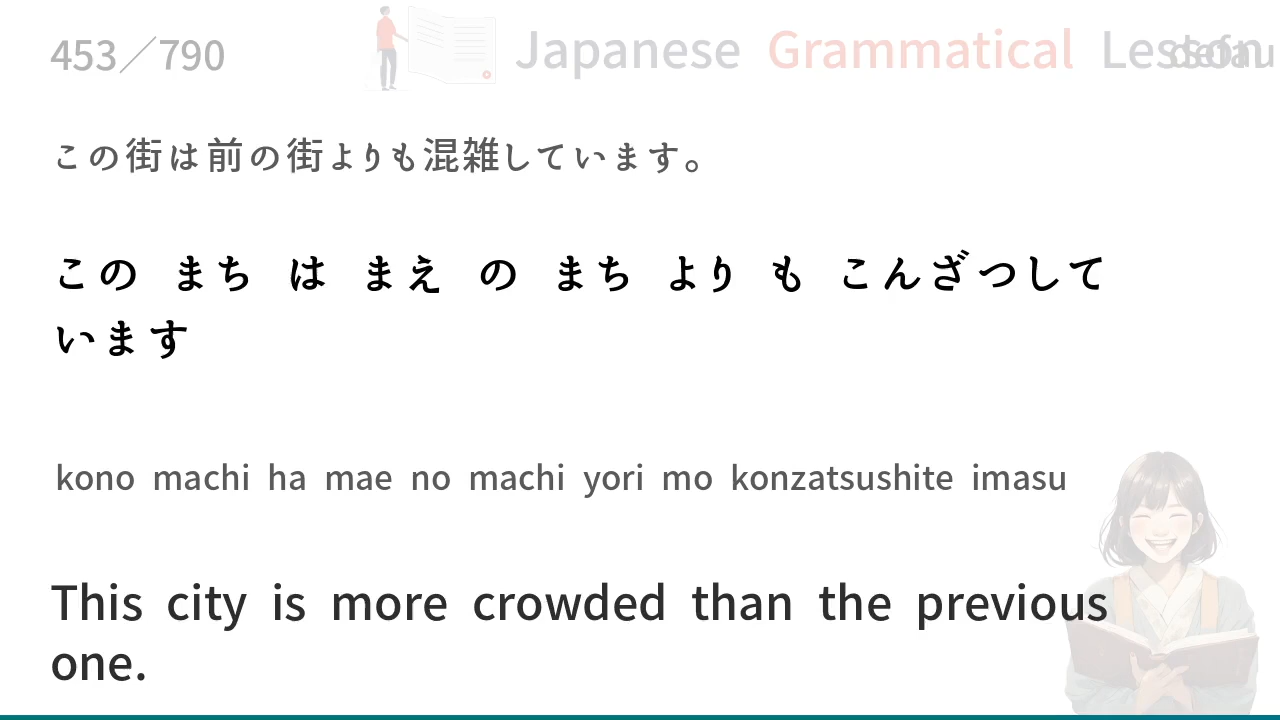 453／790
Japanese Grammatical Lesson
この街は前の街よりも混雑しています。
この まち は まえ の まち より も こんざつして
います
kono machi ha mae no machi yori mo konzatsushite imasu
This city is more crowded than the previous
one.